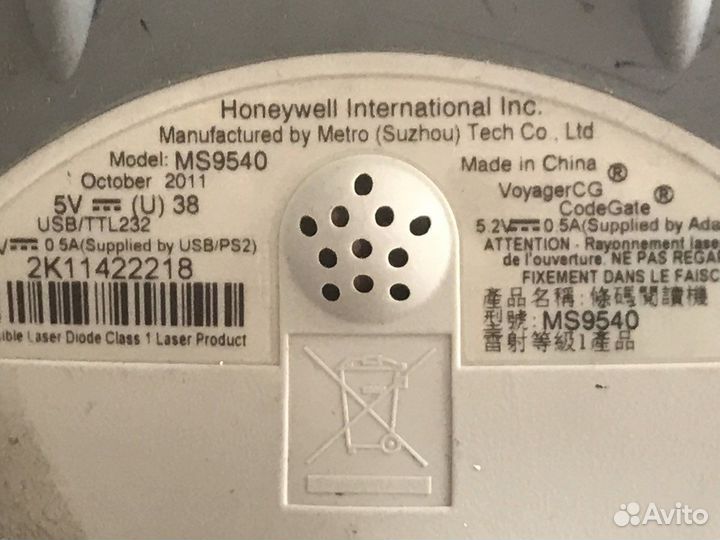 Honeywell International Inc.
Manufactured by Metro (Suzhou) Tech Co., Ltd
Model: MS9540
October 2011
5V (U) 38
USB/TTL232
0.5A(Supplied by USB/PS2)
2K11422218
Laser Diode Class 1 Laser Product
Made in China
VoyagerCG®
CodeGate®
5.2V 0.5A(Supplied by
ATTENTION - Rayonnement
de l'ouverture. NE PAS
FIXEMENT DANS LE
產品名稱: 條碼閱讀機
型號: MS9540
雷射等級1產品
Avito